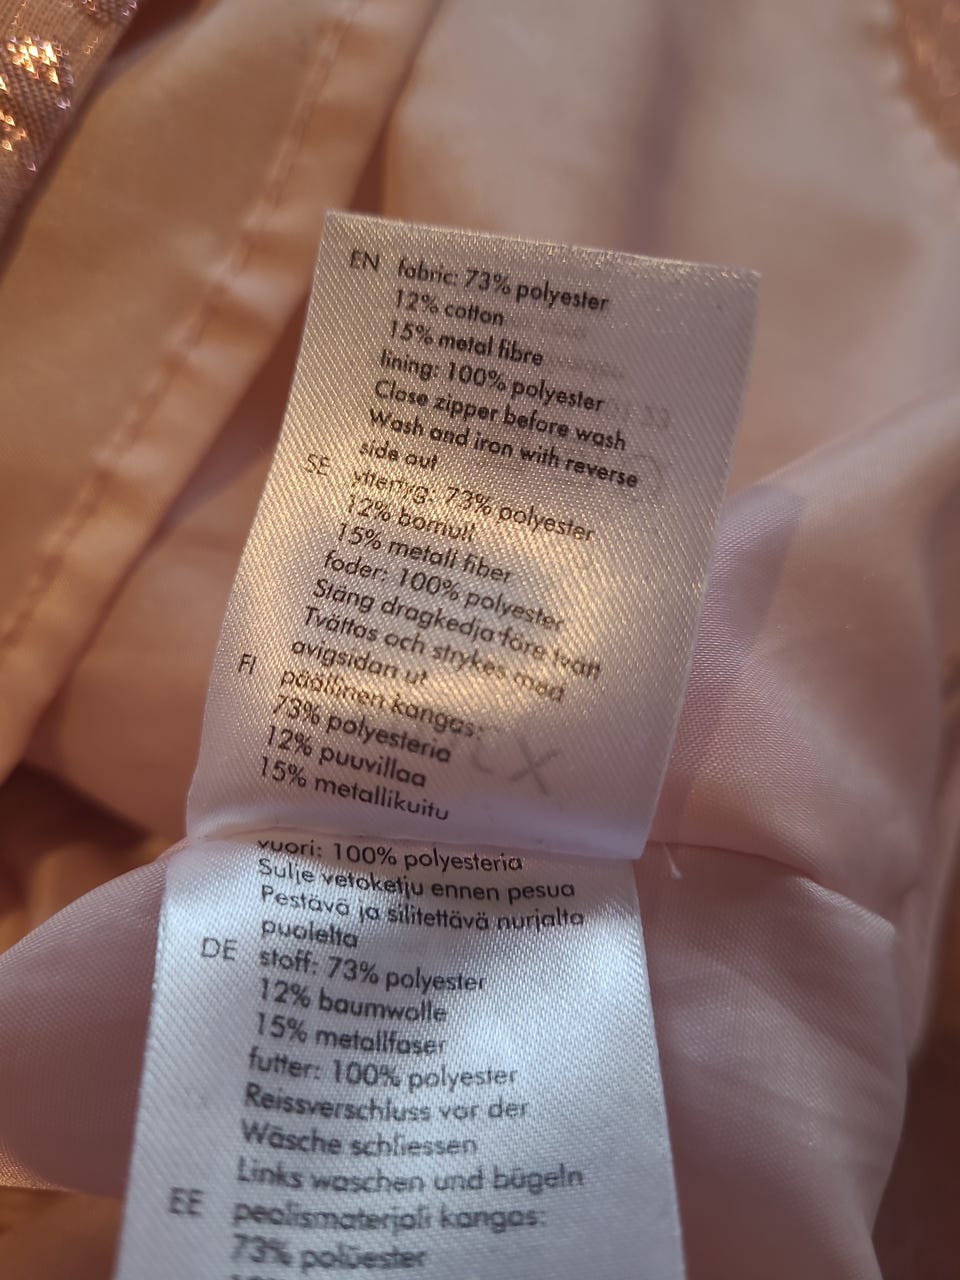 EN fabric: 73% polyester
12% cotton
15% metal fibre
lining: 100% polyester
Close zipper before wash
Wash and iron with reverse
side out
SE yttertyg: 73% polyester
12% bomull
15% metall fiber
foder: 100% polyester
Stäng dragkedja före tvätt
Tvättas och strykes med
avigsidan ut
FI päällinen kangas:
73% polyesteria
12% puuvillaa
15% metallikuitu
vuori: 100% polyesteria
Sulje vetoketju ennen pesua
Pestävä ja silitettävä nurjalta
puolelta
DE stoff: 73% polyester
12% baumwolle
15% metallfaser
futter: 100% polyester
Reissverschluss vor der
Wäsche schliessen
Links waschen und bügeln
EE pealismaterjali kangas:
73% polüester